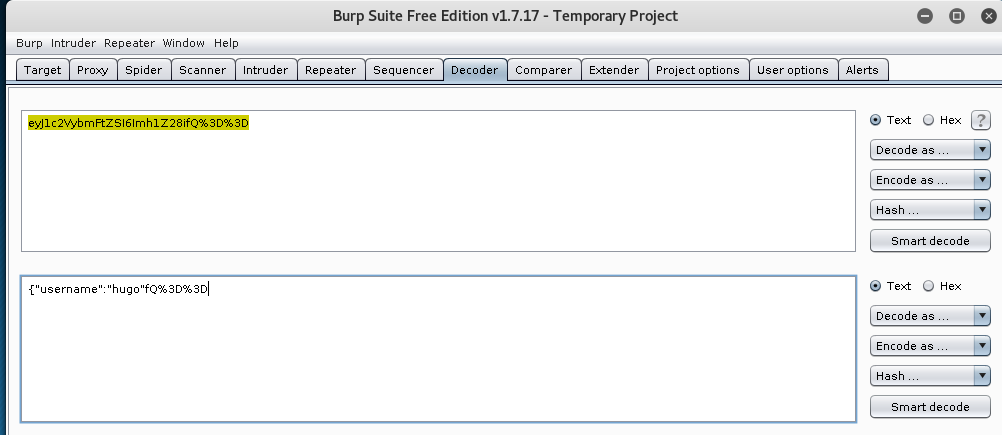 Burp Suite Free Edition v1.7.17 - Temporary Project
Burp Intruder Repeater Window Help
Target Proxy Spider Scanner Intruder Repeater Sequencer Decoder Comparer Extender Project options User options Alerts
eyJ1c2VybmFtZSI6Imh1Z28ifQ%3D%3D
Text Hex ?
Decode as ...
Encode as ...
Hash ...
Smart decode
{"username":"hugo"fQ%3D%3D
Text Hex
Decode as ...
Encode as ...
Hash ...
Smart decode